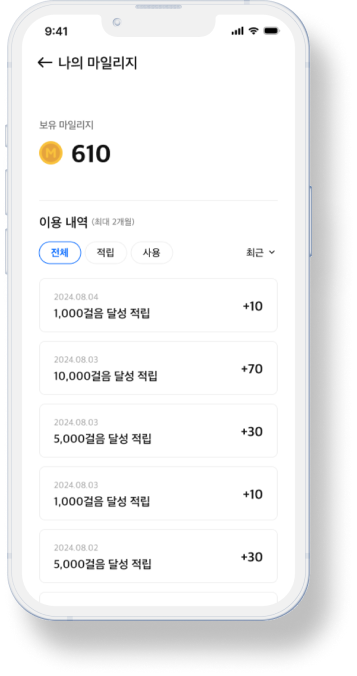 9:41
← 나의 마일리지
보유 마일리지
M 610
이용 내역 (최대 2개월)
전체 적립 사용 최근
2024.08.04
1,000걸음 달성 적립 +10
2024.08.03
10,000걸음 달성 적립 +70
2024.08.03
5,000걸음 달성 적립 +30
2024.08.03
1,000걸음 달성 적립 +10
2024.08.02
5,000걸음 달성 적립 +30